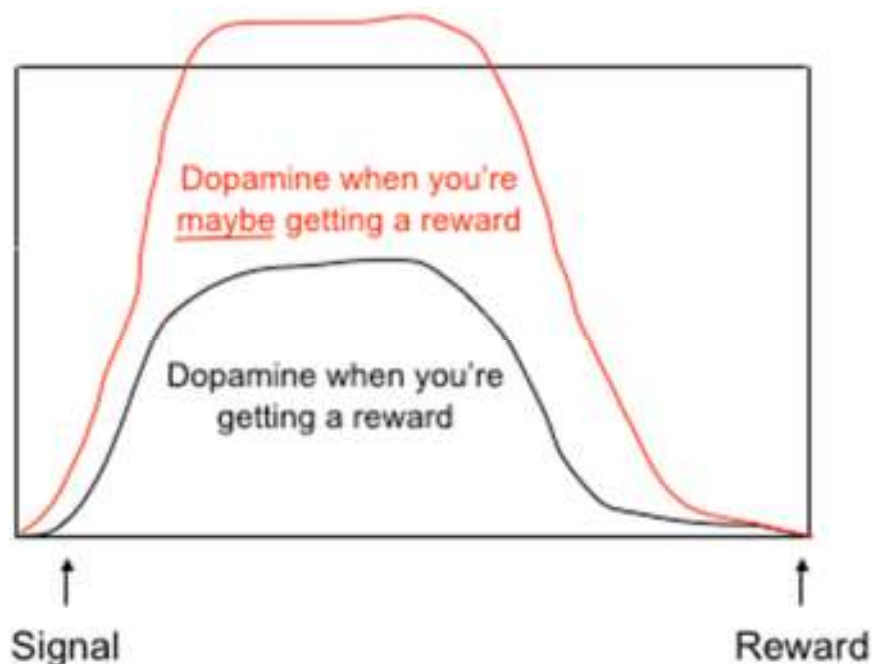 Dopamine when you're
maybe getting a reward
Dopamine when you're
getting a reward
Signal
Reward